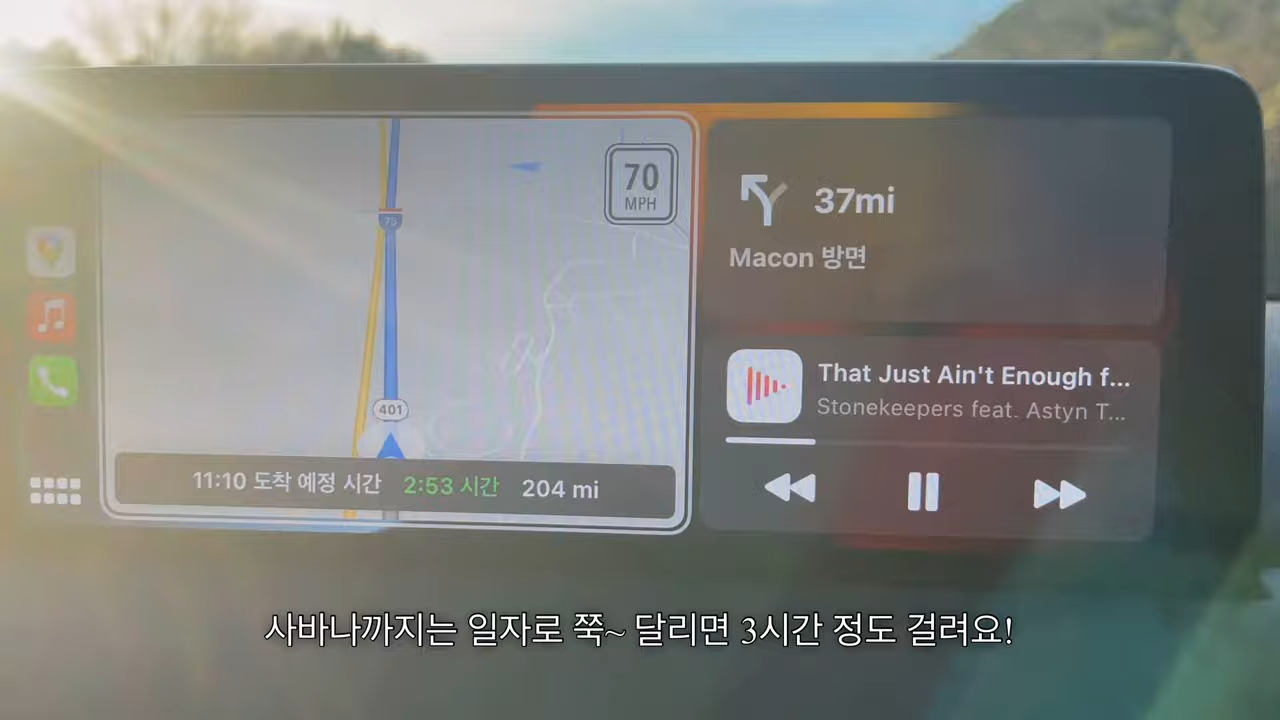 70
MPH
75
401
11:10 도착 예정 시간 2:53 시간 204 mi
37mi
Macon 방면
That Just Ain't Enough f...
Stonekeepers feat. Astyn T...
사바나까지는 일자로 쭉~ 달리면 3시간 정도 걸려요!